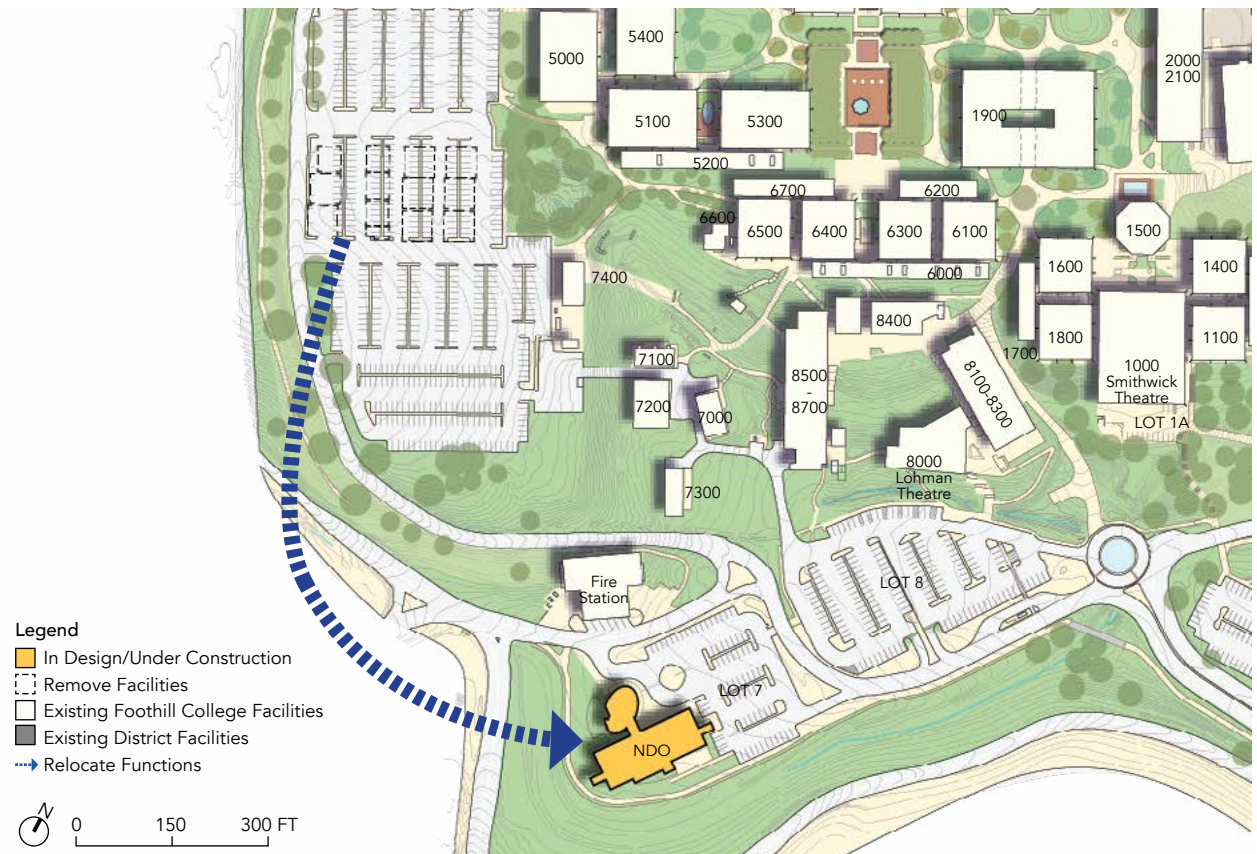 5400
5000
2000
2100
5100
5300
1900
5200
6700
6200
6600
6500
6400
6300
6100
1500
6000
1600
1400
7400
8400
1700
1800
1100
7100
8500
-
8700
8100-8300
1000
Smithwick
Theatre
7200
7000
LOT 1A
8000
Lohman
Theatre
7300
LOT 8
Fire
Station
LOT 7
NDO
Legend
In Design/Under Construction
Remove Facilities
Existing Foothill College Facilities
Existing District Facilities
Relocate Functions
N
0 150 300 FT